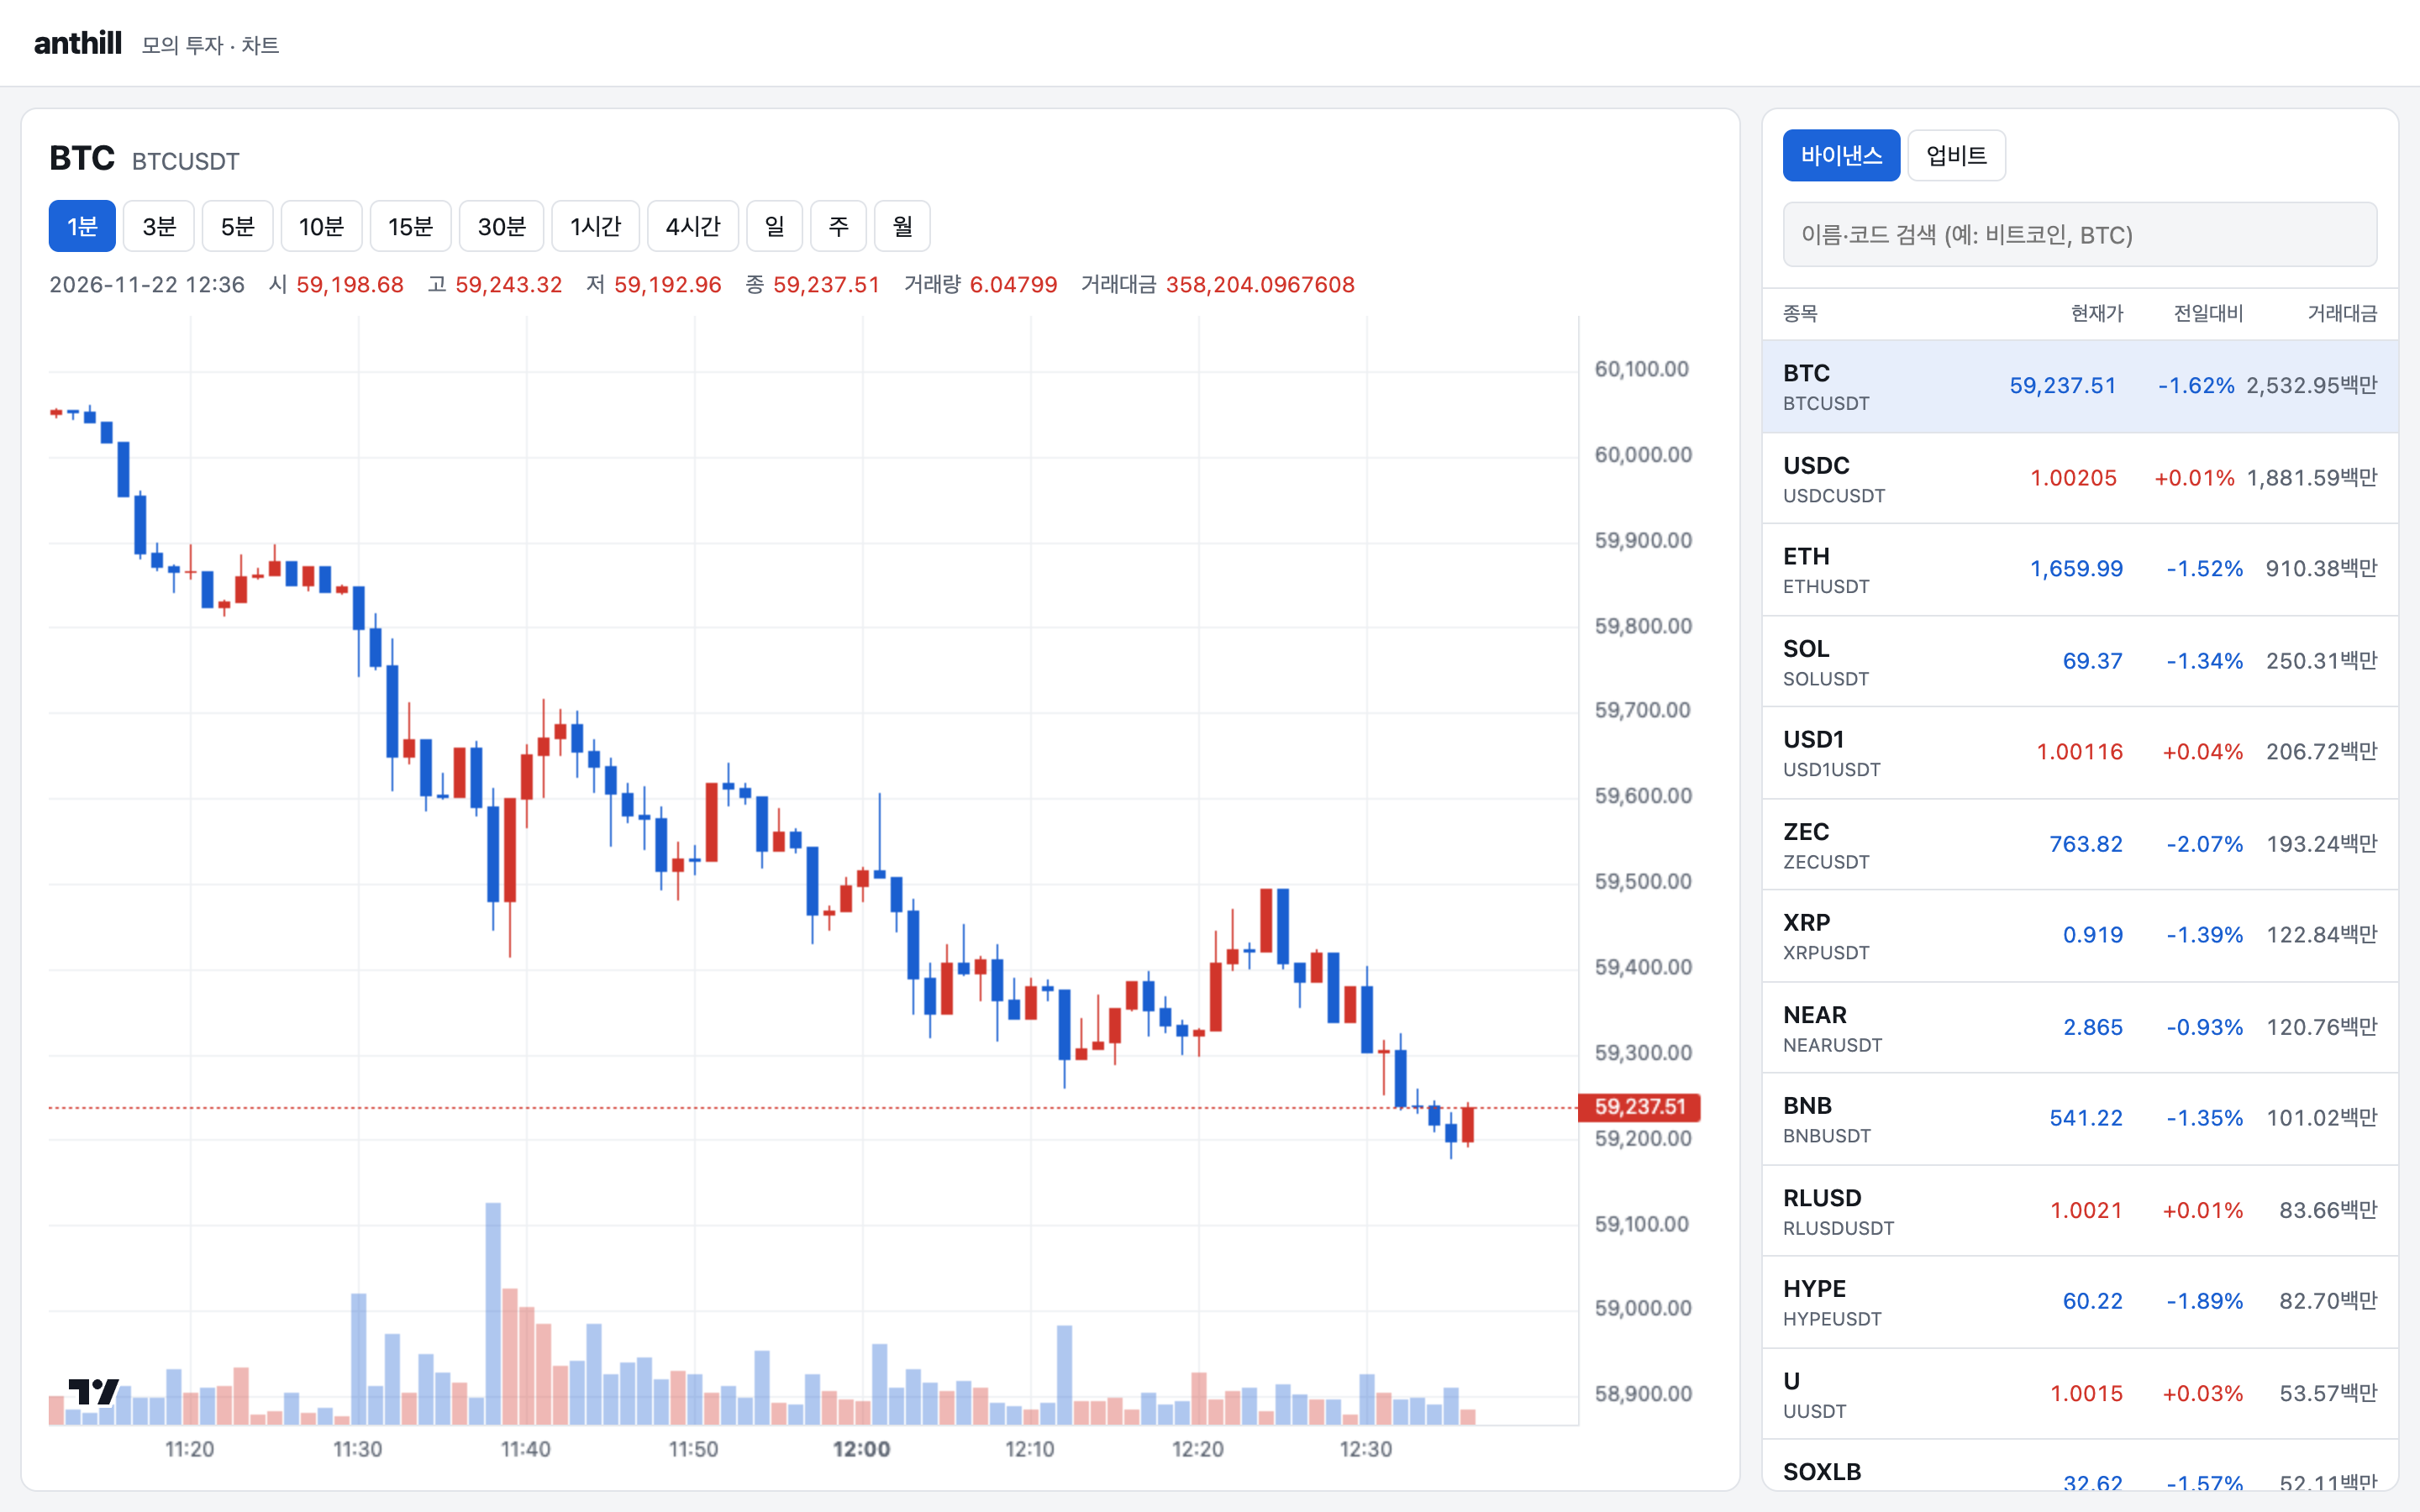 anthill 모의 투자 · 차트
BTC BTCUSDT
1분 3분 5분 10분 15분 30분 1시간 4시간 일 주 월
2026-11-22 12:36 시 59,198.68 고 59,243.32 저 59,192.96 종 59,237.51 거래량 6.04799 거래대금 358,204.0967608
60,100.00
60,000.00
59,900.00
59,800.00
59,700.00
59,600.00
59,500.00
59,400.00
59,300.00
59,237.51
59,200.00
59,100.00
59,000.00
58,900.00
11:20 11:30 11:40 11:50 12:00 12:10 12:20 12:30
바이낸스 업비트
이름·코드 검색 (예: 비트코인, BTC)
종목 현재가 전일대비 거래대금
BTC 59,237.51 -1.62% 2,532.95백만
BTCUSDT
USDC 1.00205 +0.01% 1,881.59백만
USDCUSDT
ETH 1,659.99 -1.52% 910.38백만
ETHUSDT
SOL 69.37 -1.34% 250.31백만
SOLUSDT
USD1 1.00116 +0.04% 206.72백만
USD1USDT
ZEC 763.82 -2.07% 193.24백만
ZECUSDT
XRP 0.919 -1.39% 122.84백만
XRPUSDT
NEAR 2.865 -0.93% 120.76백만
NEARUSDT
BNB 541.22 -1.35% 101.02백만
BNBUSDT
RLUSD 1.0021 +0.01% 83.66백만
RLUSDUSDT
HYPE 60.22 -1.89% 82.70백만
HYPEUSDT
U 1.0015 +0.03% 53.57백만
UUSDT
SOXLB 32.62 -1.57% 52.11백만